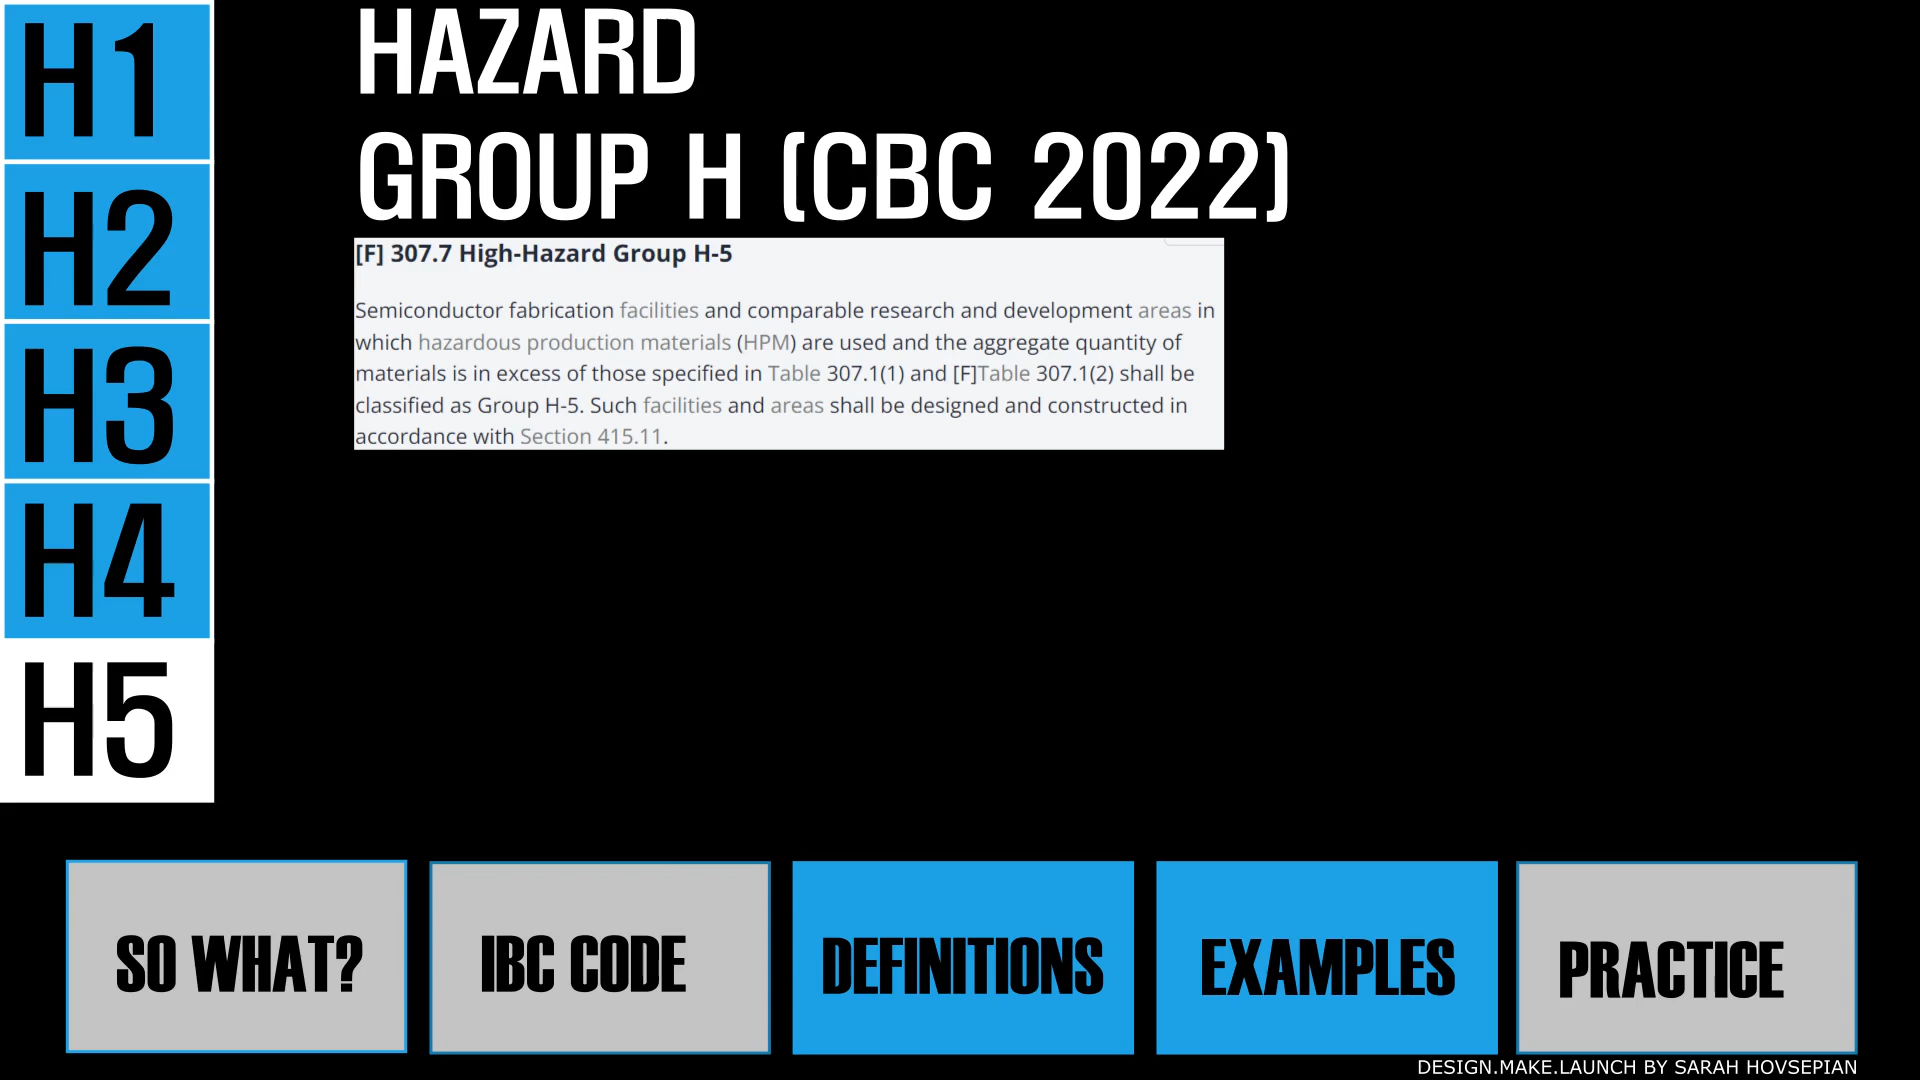 H1
H2
H3
H4
H5
HAZARD
GROUP H (CBC 2022)
[F] 307.7 High-Hazard Group H-5
Semiconductor fabrication facilities and comparable research and development areas in
which hazardous production materials (HPM) are used and the aggregate quantity of
materials is in excess of those specified in Table 307.1(1) and [F]Table 307.1(2) shall be
classified as Group H-5. Such facilities and areas shall be designed and constructed in
accordance with Section 415.11.
SO WHAT?
IBC CODE
DEFINITIONS
EXAMPLES
PRACTICE
DESIGN.MAKE.LAUNCH BY SARAH HOVSEPIAN